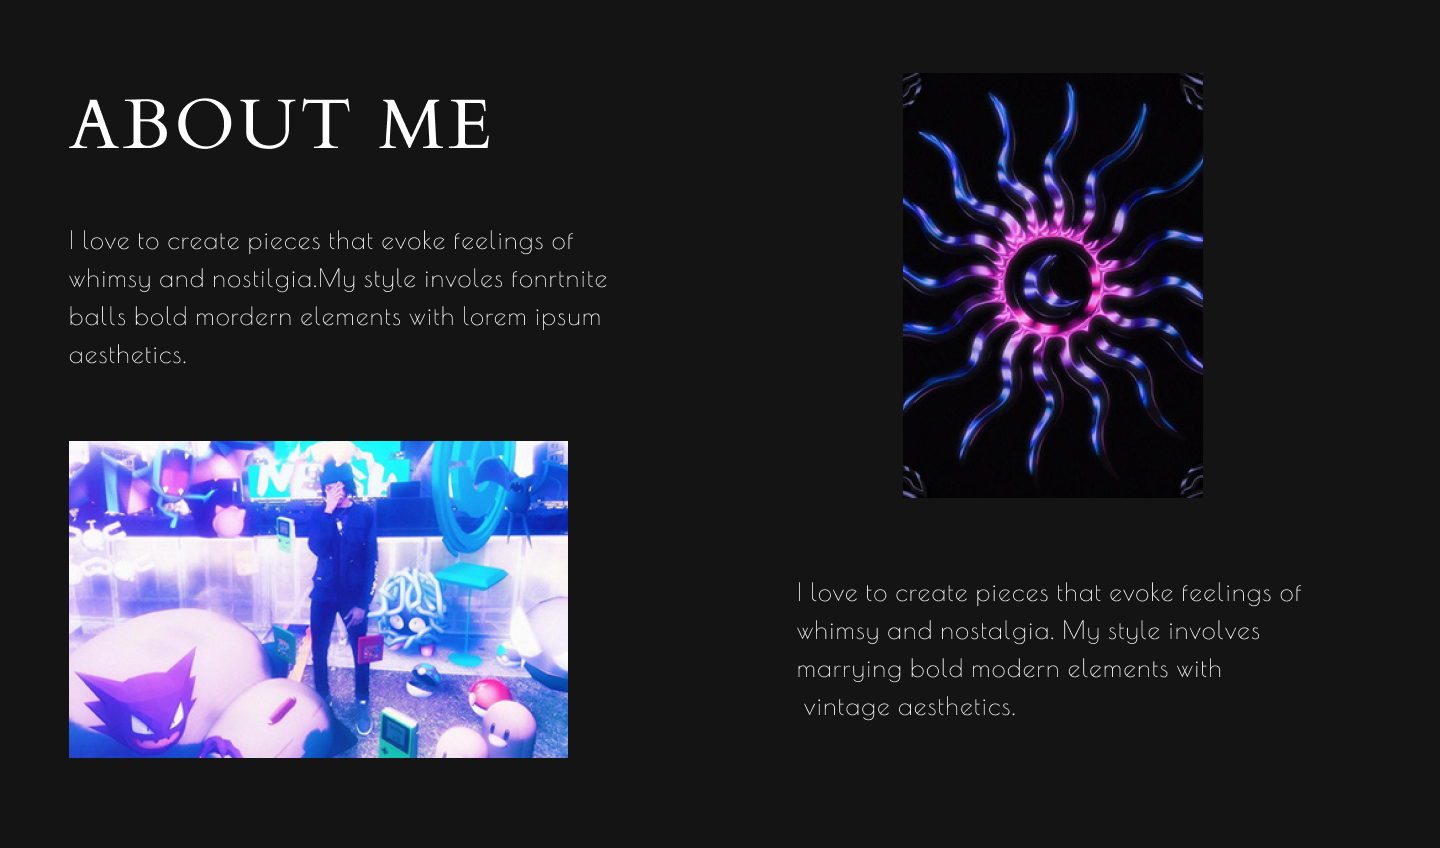 ABOUT ME
I love to create pieces that evoke feelings of
whimsy and nostilgia.My style involes fonrtnite
balls bold mordern elements with lorem ipsum
aesthetics.
I love to create pieces that evoke feelings of
whimsy and nostalgia. My style involves
marrying bold modern elements with
vintage aesthetics.